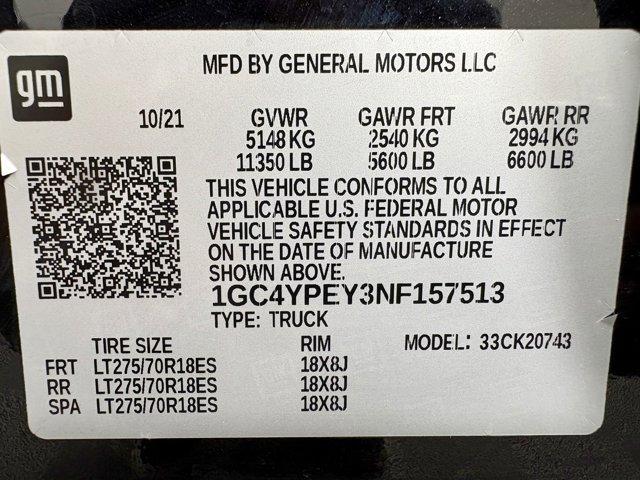 gm
MFD BY GENERAL MOTORS LLC
10/21 GVWR GAWR FRT GAWR RR
5148 KG 2540 KG 2994 KG
11350 LB 5600 LB 6600 LB
THIS VEHICLE CONFORMS TO ALL
APPLICABLE U.S. FEDERAL MOTOR
VEHICLE SAFETY STANDARDS IN EFFECT
ON THE DATE OF MANUFACTURE
SHOWN ABOVE.
1GC4YPEY3NF157513
TYPE: TRUCK
TIRE SIZE RIM MODEL: 33CK20743
FRT LT275/70R18ES 18X8J
RR LT275/70R18ES 18X8J
SPA LT275/70R18ES 18X8J